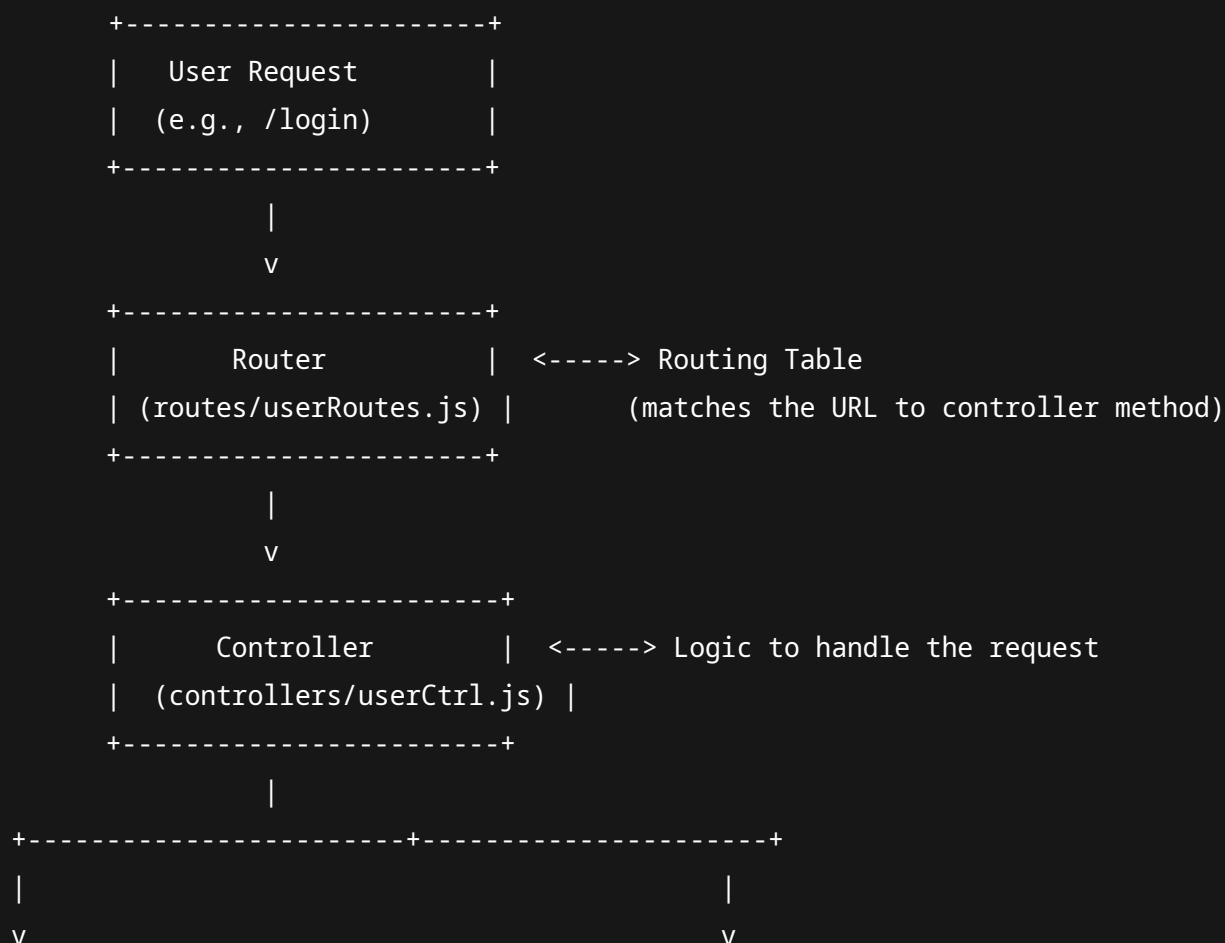 +-----------------------+
|   User Request        |
|  (e.g., /login)       |
+-----------------------+
          |
          v
+-----------------------+
|       Router          |  <-----> Routing Table
| (routes/userRoutes.js) |       (matches the URL to controller method)
+-----------------------+
          |
          v
+------------------------+
|      Controller        |  <-----> Logic to handle the request
|  (controllers/userCtrl.js) |
+------------------------+
          |
+------------------------+----------------------+
|                                             |
v                                             v